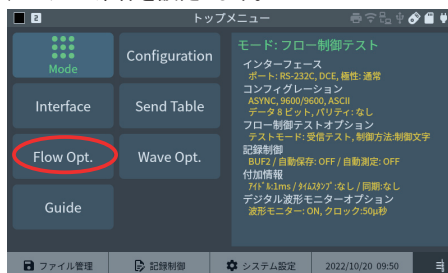 2
トップメニュー
Mode
Configuration
Interface
Send Table
Flow Opt.
Wave Opt.
Guide
モード: フロー制御テスト
インターフェース
ポート: RS-232C, DCE, 極性: 通常
コンフィグレーション
ASYNC, 9600/9600, ASCII
データ 8 ビット, パリティ: なし
フロー制御テストオプション
テストモード: 受信テスト, 制御方法:制御文字
記録制御
BUF2 / 自動保存: OFF / 自動測定: OFF
付加情報
ｱｲﾄﾞﾙ:1ms / ﾀｲﾑｽﾀﾝﾌﾟ:なし / 同期:なし
デジタル波形モニターオプション
波形モニター: ON, クロック:50μ秒
ファイル管理
記録制御
システム設定
2022/10/20 09:50